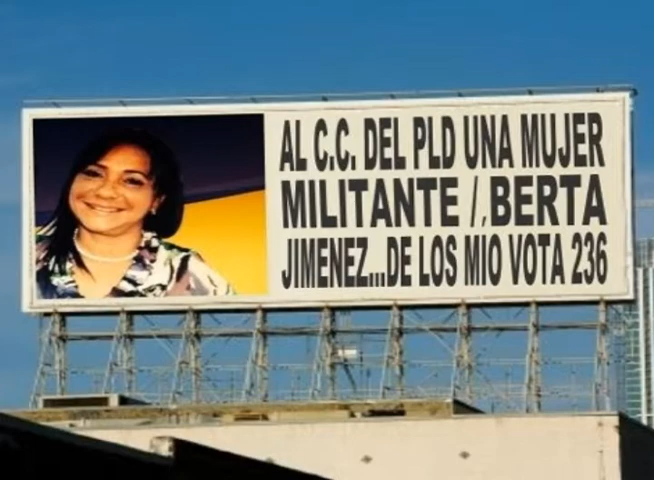 AL C.C. DEL PLD UNA MUJER
MILITANTE /, BERTA
JIMENEZ...DE LOS MIO VOTA 236